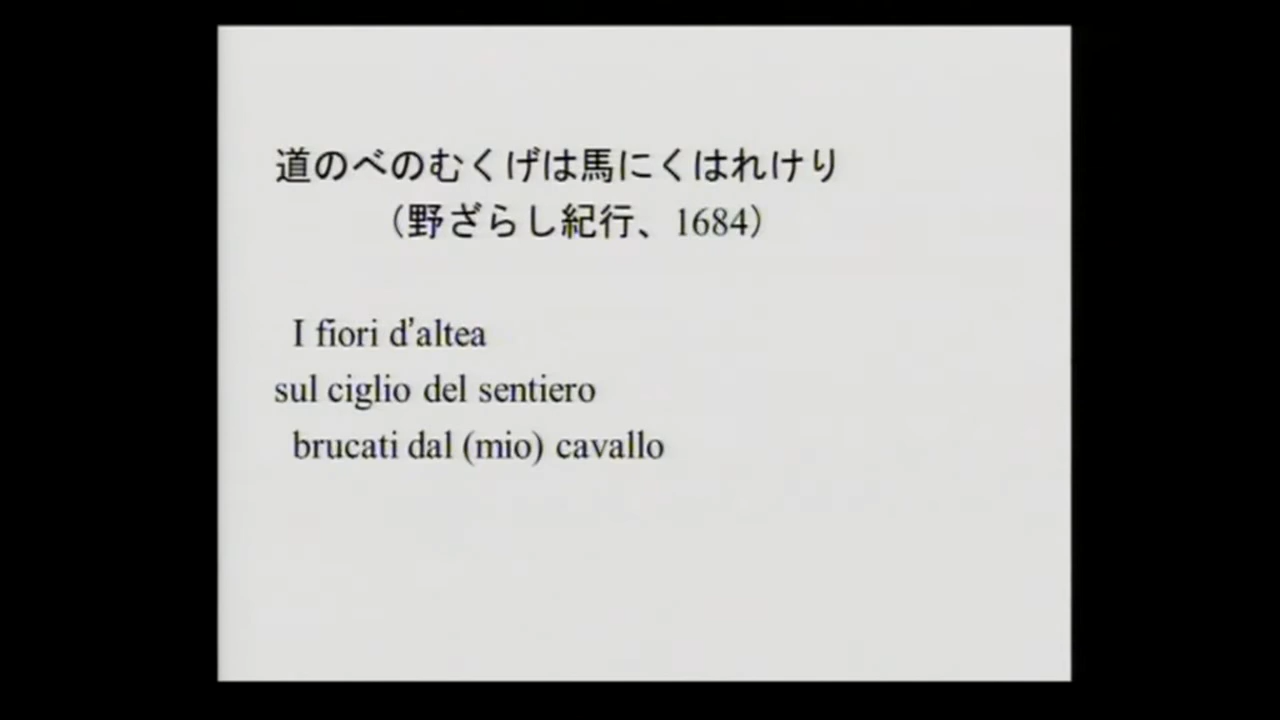 道のべのむくげは馬にくはれけり
（野ざらし紀行、1684）
I fiori d’altea
sul ciglio del sentiero
brucati dal (mio) cavallo